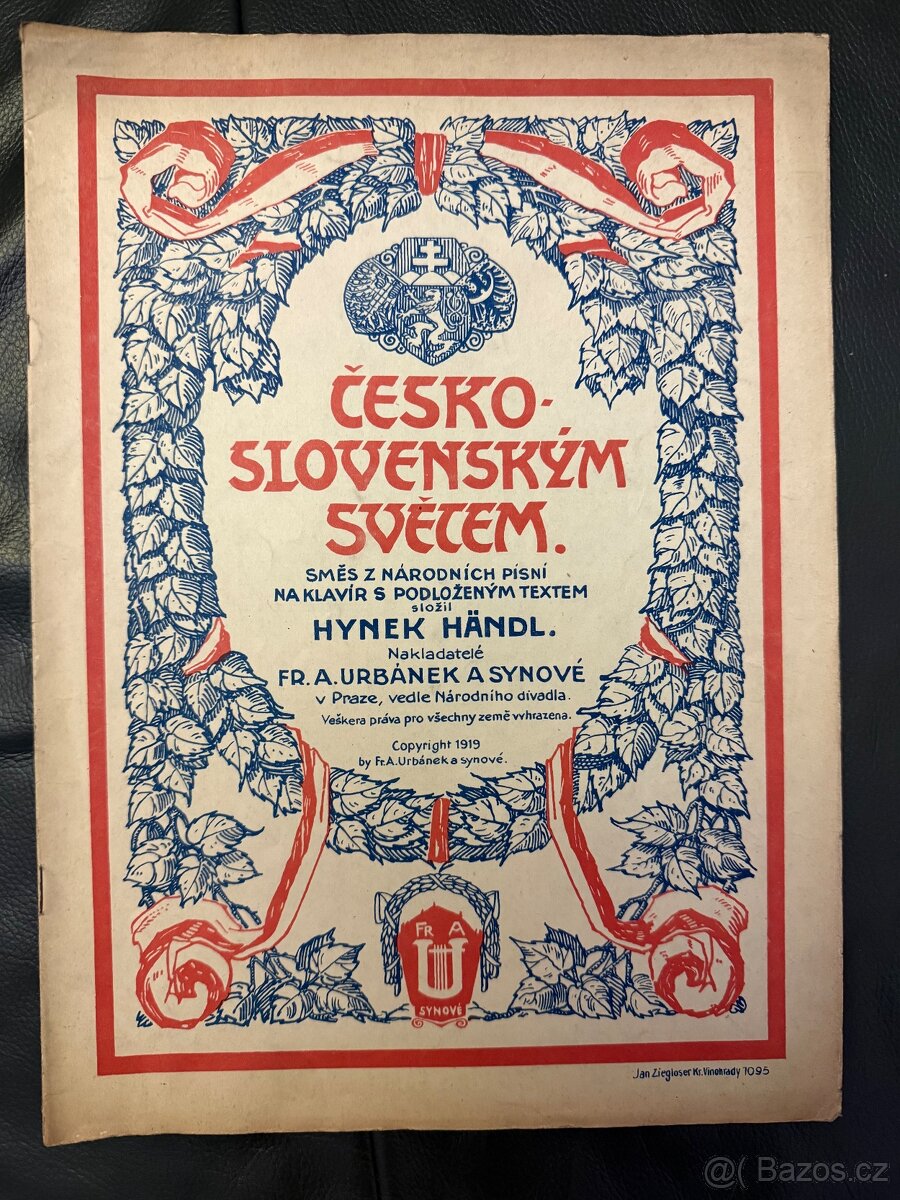 ČESKO-
SLOVENSKÝM
SVĚTEM.
SMĚS Z NÁRODNÍCH PÍSNÍ
NA KLAVÍR S PODLOŽENÝM TEXTEM
složil
HYNEK HÄNDL.
Nakladatelé
FR. A. URBÁNEK A SYNOVÉ
v Praze, vedle Národního divadla.
Veškera práva pro všechny země vyhrazena.
Copyright 1919
by Fr. A. Urbánek a synové.
FR A
U
SYNOVÉ
Jan Ziegloser Kr. Vinohrady 1095
@( Bazos.cz